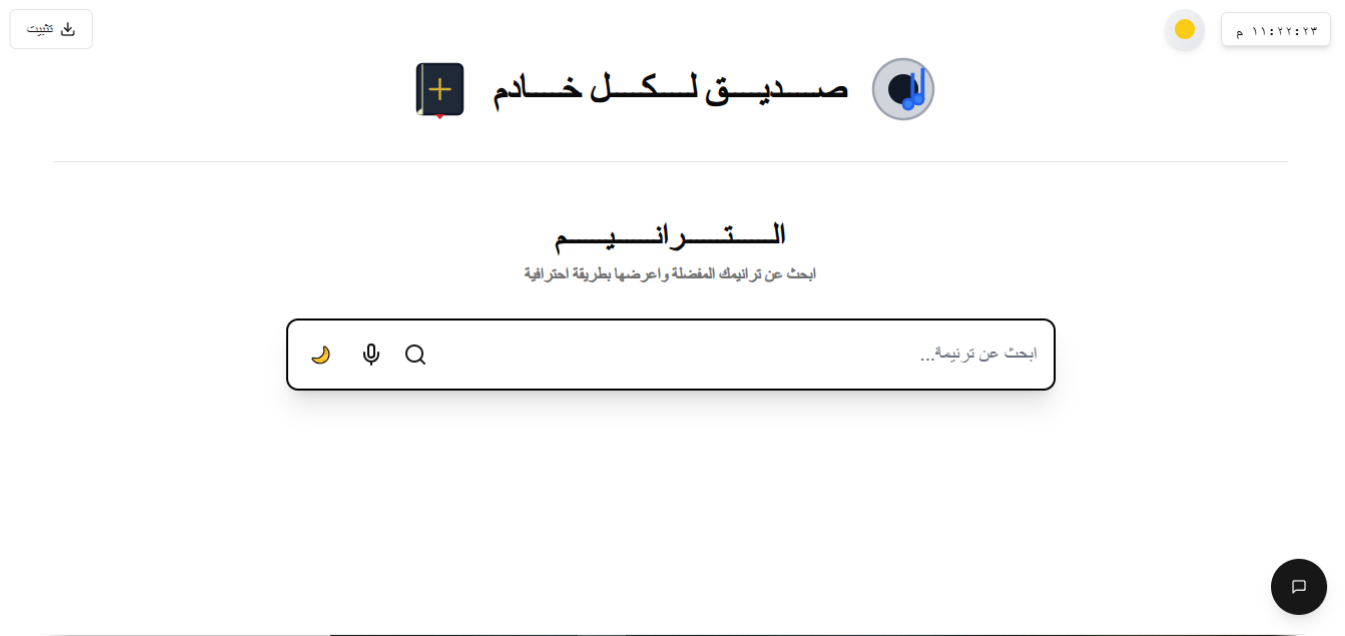 ١١:٢٢:٢٣ م
تثبيت
صـــديـــق لـــكـــل خـــادم
الـــتـــرانـــيـــم
ابحث عن ترانيمك المفضلة واعرضها بطريقة احترافية
ابحث عن ترنيمة...